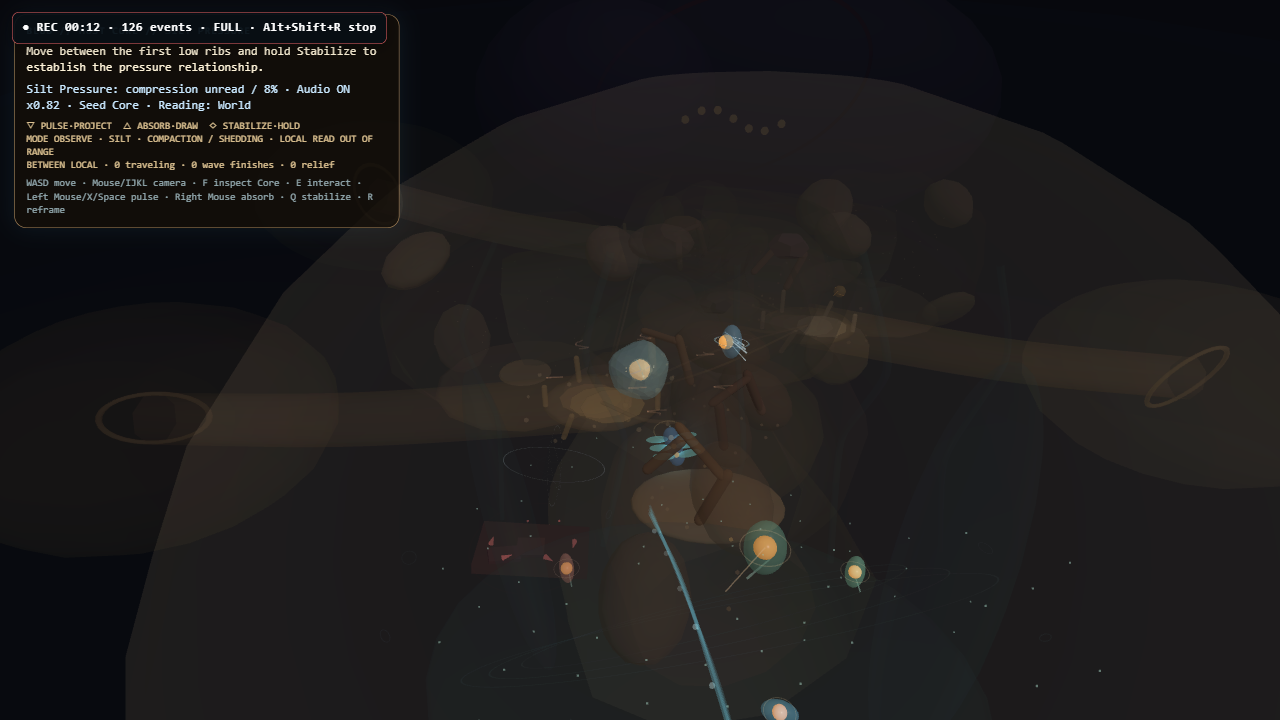 ● REC 00:12 · 126 events · FULL · Alt+Shift+R stop
Move between the first low ribs and hold Stabilize to
establish the pressure relationship.
Silt Pressure: compression unread / 8% · Audio ON
x0.82 · Seed Core · Reading: World
▽ PULSE·PROJECT △ ABSORB·DRAW ◇ STABILIZE·HOLD
MODE OBSERVE · SILT · COMPACTION / SHEDDING · LOCAL READ OUT OF
RANGE
BETWEEN LOCAL · 0 traveling · 0 wave finishes · 0 relief
WASD move · Mouse/IJKL camera · F inspect Core · E interact ·
Left Mouse/X/Space pulse · Right Mouse absorb · Q stabilize · R
reframe